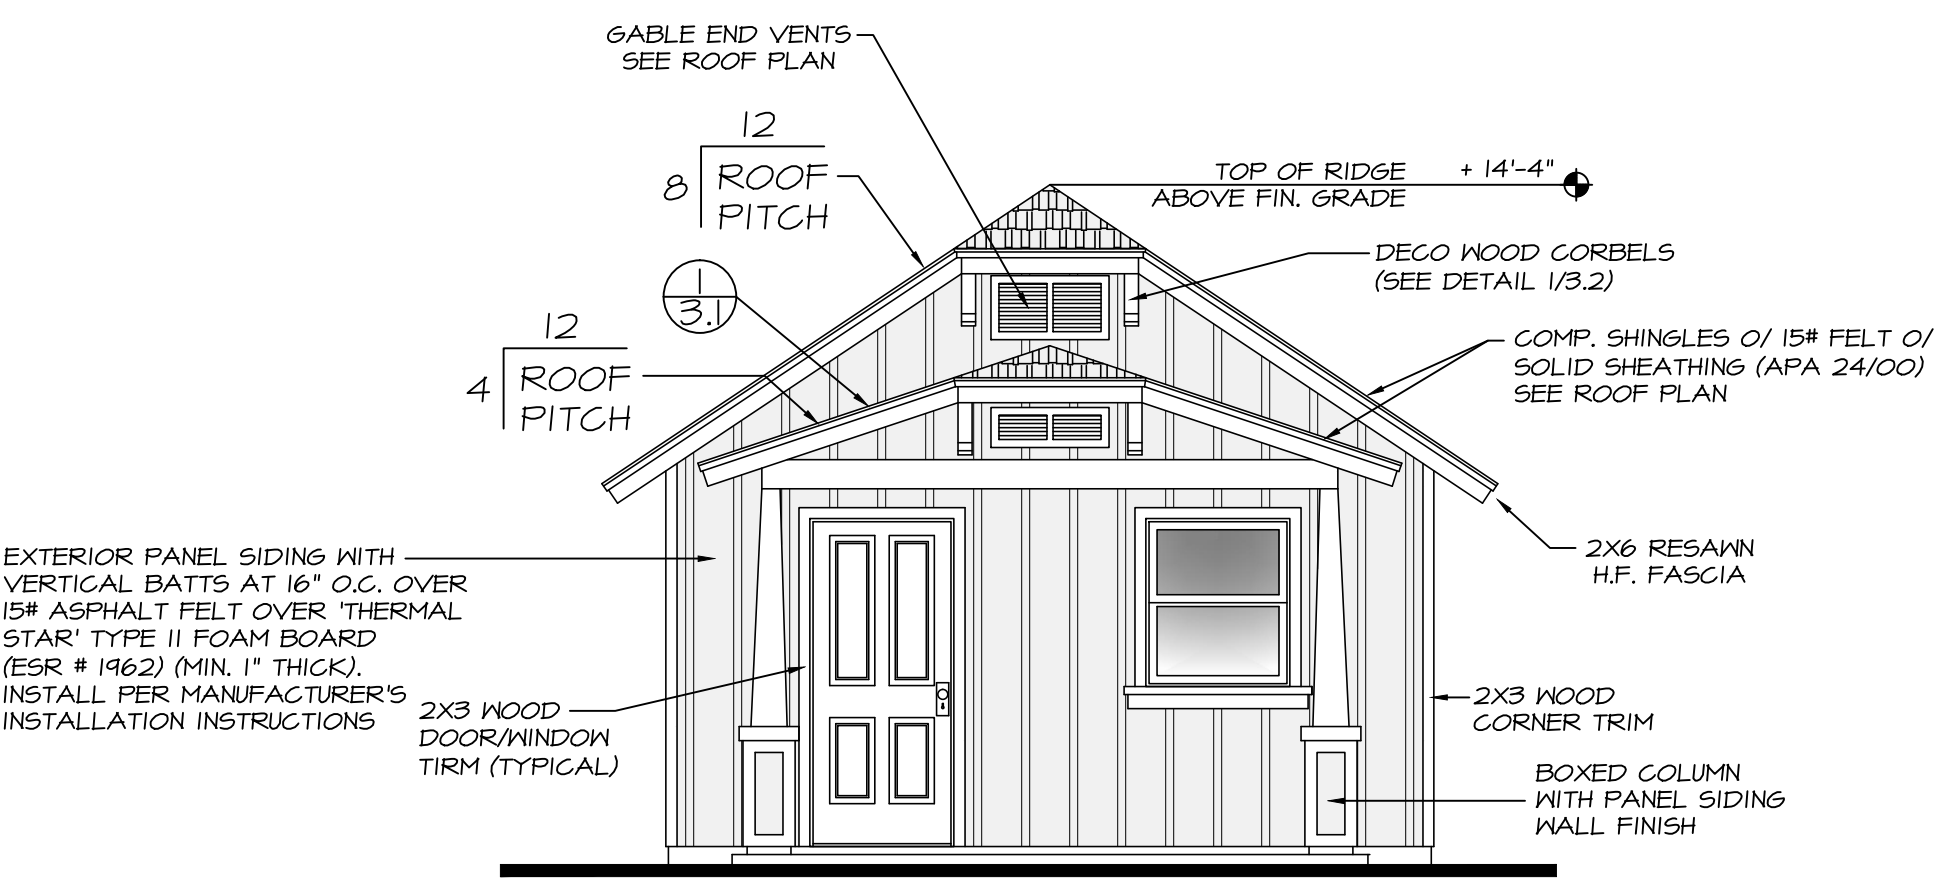 GABLE END VENTS
SEE ROOF PLAN
12
8
ROOF
PITCH
TOP OF RIDGE + 14'-4"
ABOVE FIN. GRADE
DECO WOOD CORBELS
(SEE DETAIL 1/3.2)
1
3.1
12
4
ROOF
PITCH
COMP. SHINGLES O/ 15# FELT O/
SOLID SHEATHING (APA 24/00)
SEE ROOF PLAN
2X6 RESAWN
H.F. FASCIA
EXTERIOR PANEL SIDING WITH
VERTICAL BATTS AT 16" O.C. OVER
15# ASPHALT FELT OVER 'THERMAL
STAR' TYPE II FOAM BOARD
(ESR # 1962) (MIN. 1" THICK).
INSTALL PER MANUFACTURER'S
INSTALLATION INSTRUCTIONS
2X3 WOOD
DOOR/WINDOW
TIRM (TYPICAL)
2X3 WOOD
CORNER TRIM
BOXED COLUMN
WITH PANEL SIDING
WALL FINISH